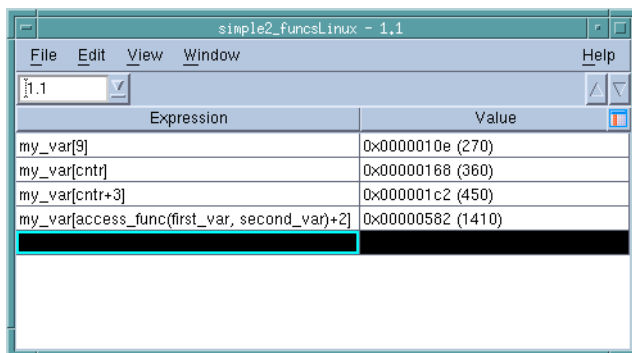 simple2_funcsLinux - 1.1
File Edit View Window Help
1.1
Expression Value
my_var[9] 0x0000010e (270)
my_var[cntr] 0x00000168 (360)
my_var[cntr+3] 0x000001c2 (450)
my_var[access_func(first_var, second_var)+2] 0x00000582 (1410)